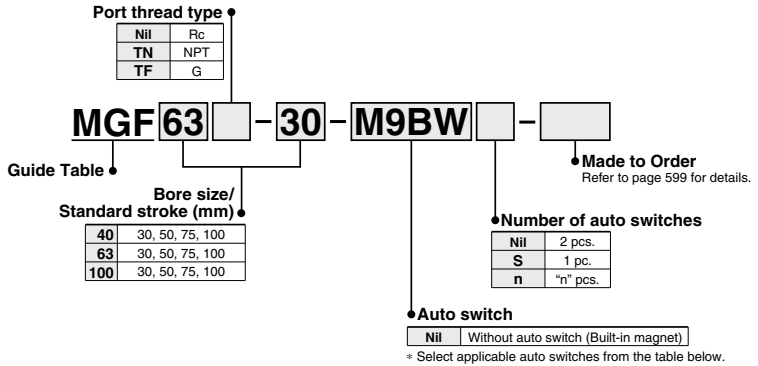 Port thread type
Nil Rc
TN NPT
TF G
MGF 63 - 30 - M9BW -
Guide Table
Made to Order
Refer to page 599 for details.
Bore size/
Standard stroke (mm)
40 30, 50, 75, 100
63 30, 50, 75, 100
100 30, 50, 75, 100
Number of auto switches
Nil 2 pcs.
S 1 pc.
n “n” pcs.
Auto switch
Nil Without auto switch (Built-in magnet)
∗ Select applicable auto switches from the table below.